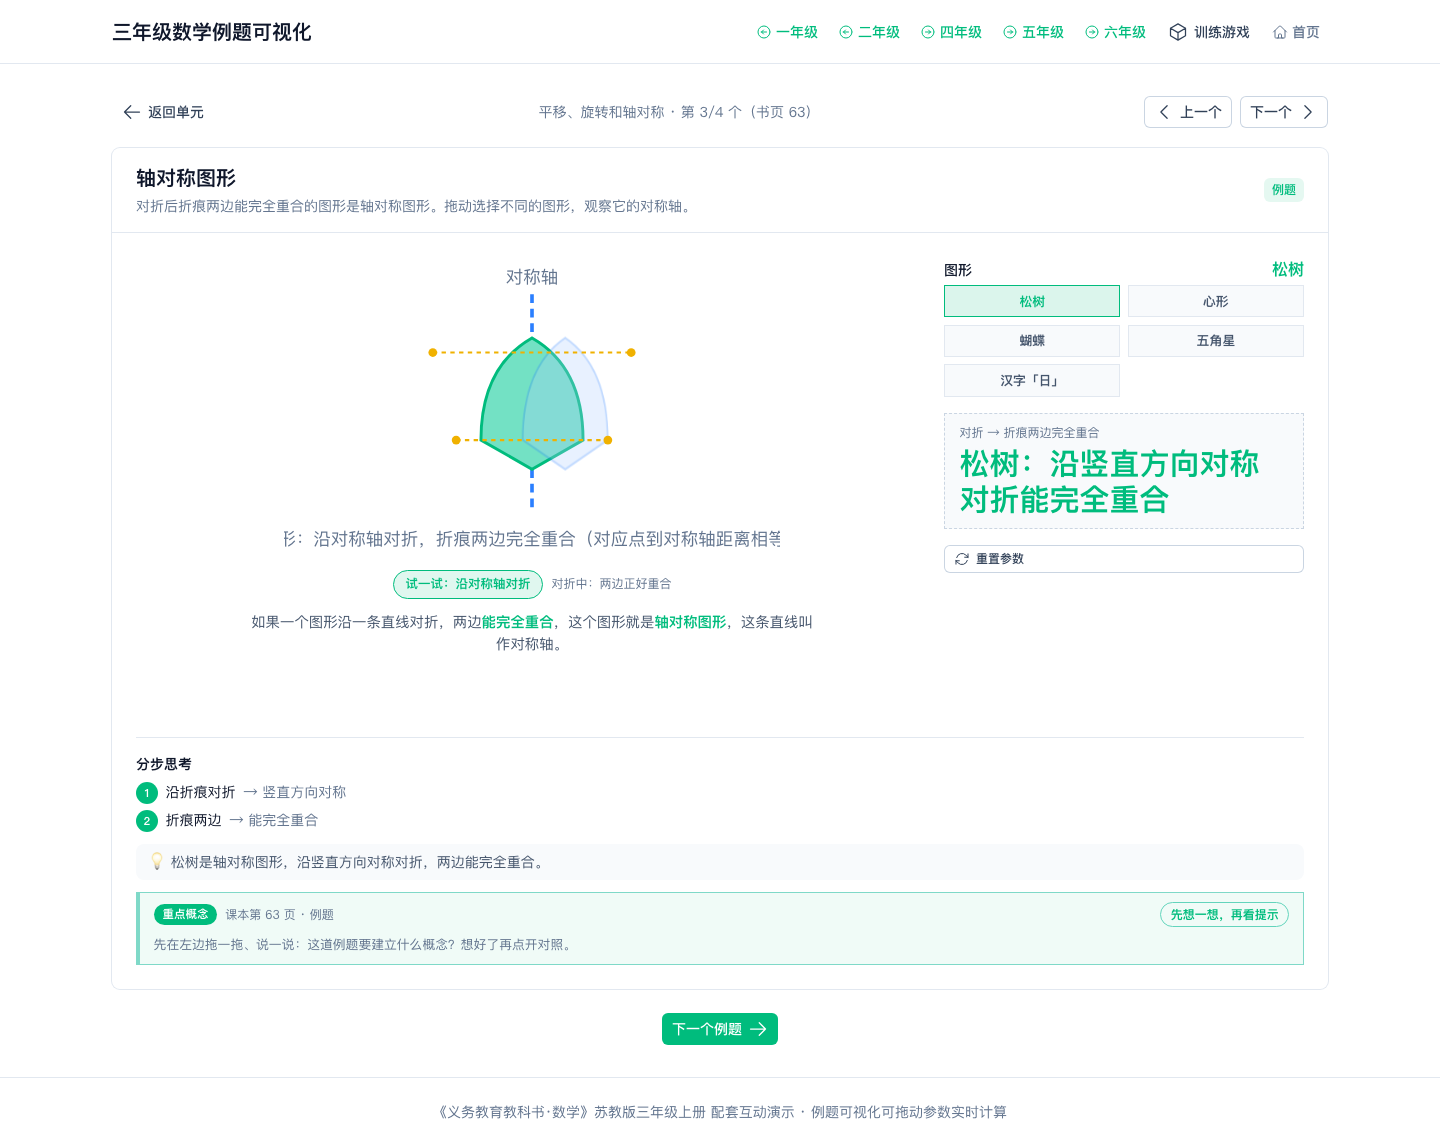 三年级数学例题可视化
一年级 二年级 四年级 五年级 六年级 训练游戏 首页
返回单元
平移、旋转和轴对称 · 第 3/4 个（书页 63）
上一个 下一个
轴对称图形
对折后折痕两边能完全重合的图形是轴对称图形。拖动选择不同的图形，观察它的对称轴。
例题
对称轴
形：沿对称轴对折，折痕两边完全重合（对应点到对称轴距离相等
试一试：沿对称轴对折 对折中：两边正好重合
如果一个图形沿一条直线对折，两边能完全重合，这个图形就是轴对称图形，这条直线叫
作对称轴。
图形 松树
松树 心形
蝴蝶 五角星
汉字「日」
对折 → 折痕两边完全重合
松树：沿竖直方向对称
对折能完全重合
重置参数
分步思考
1 沿折痕对折 → 竖直方向对称
2 折痕两边 → 能完全重合
松树是轴对称图形，沿竖直方向对称对折，两边能完全重合。
重点概念 课本第 63 页 · 例题
先想一想，再看提示
先在左边拖一拖、说一说：这道例题要建立什么概念？想好了再点开对照。
下一个例题
《义务教育教科书·数学》苏教版三年级上册 配套互动演示 · 例题可视化可拖动参数实时计算